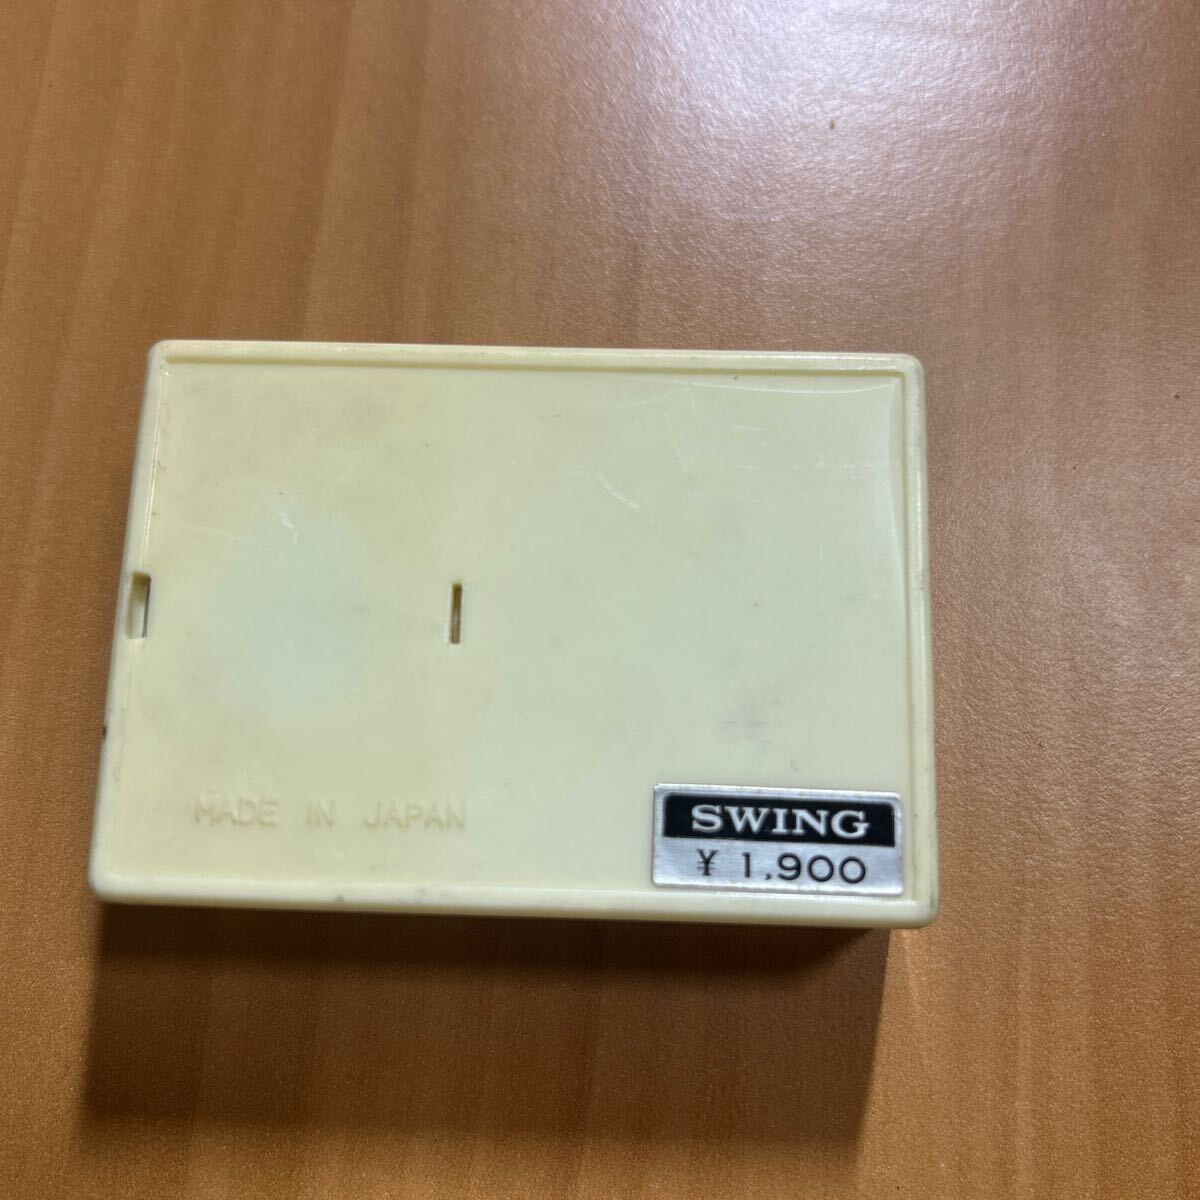 MADE IN JAPAN
SWING
¥ 1,900